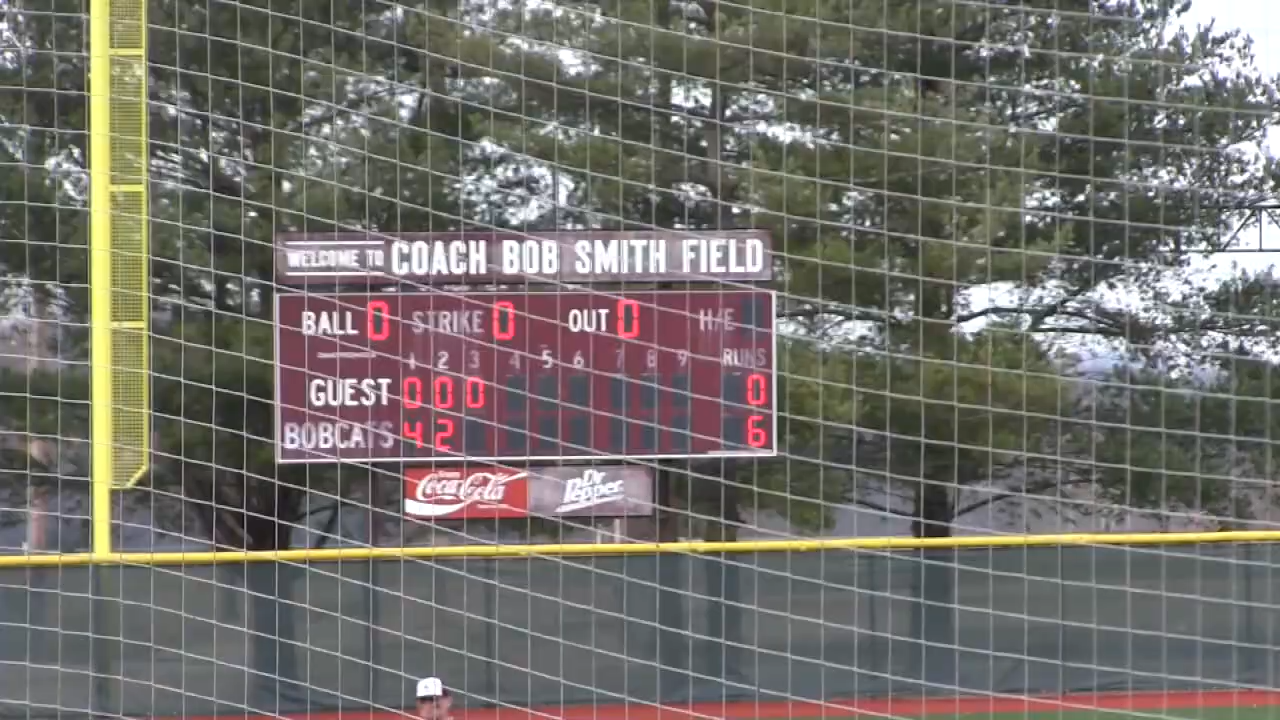 WELCOME TO COACH BOB SMITH FIELD
BALL 0 STRIKE 0 OUT 0 H/E
1 2 3 4 5 6 7 8 9 RUNS
GUEST 0 0 0 0
BOBCATS 4 2 6
Coca-Cola Dr Pepper